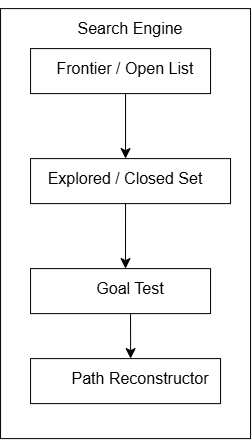 Search Engine
Frontier / Open List
Explored / Closed Set
Goal Test
Path Reconstructor